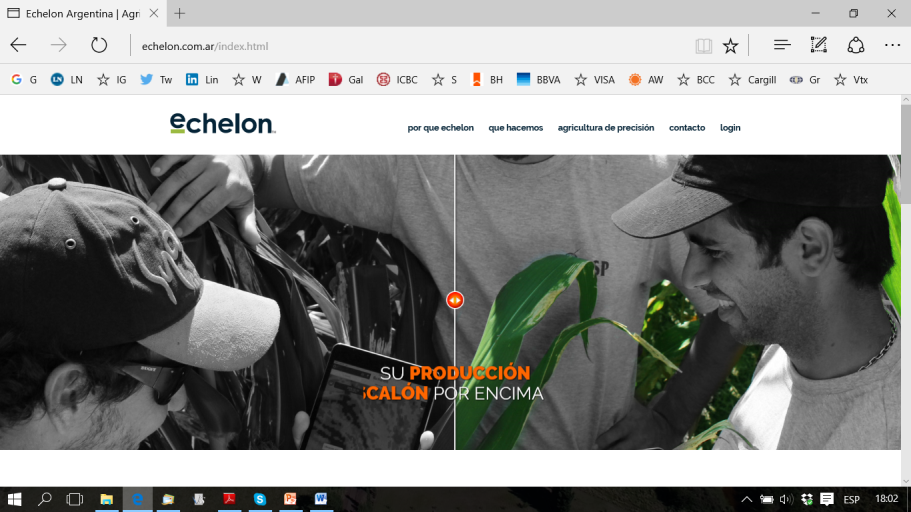 Echelon Argentina | Agri
echelon.com.ar/index.html
G LN IG Tw Lin W AFIP Gal ICBC S BH BBVA VISA AW BCC Cargill Gr Vtx
echelon
por que echelon que hacemos agricultura de precisión contacto login
SP
SU PRODUCCIÓN
SCALÓN POR ENCIMA
ESP 18:02